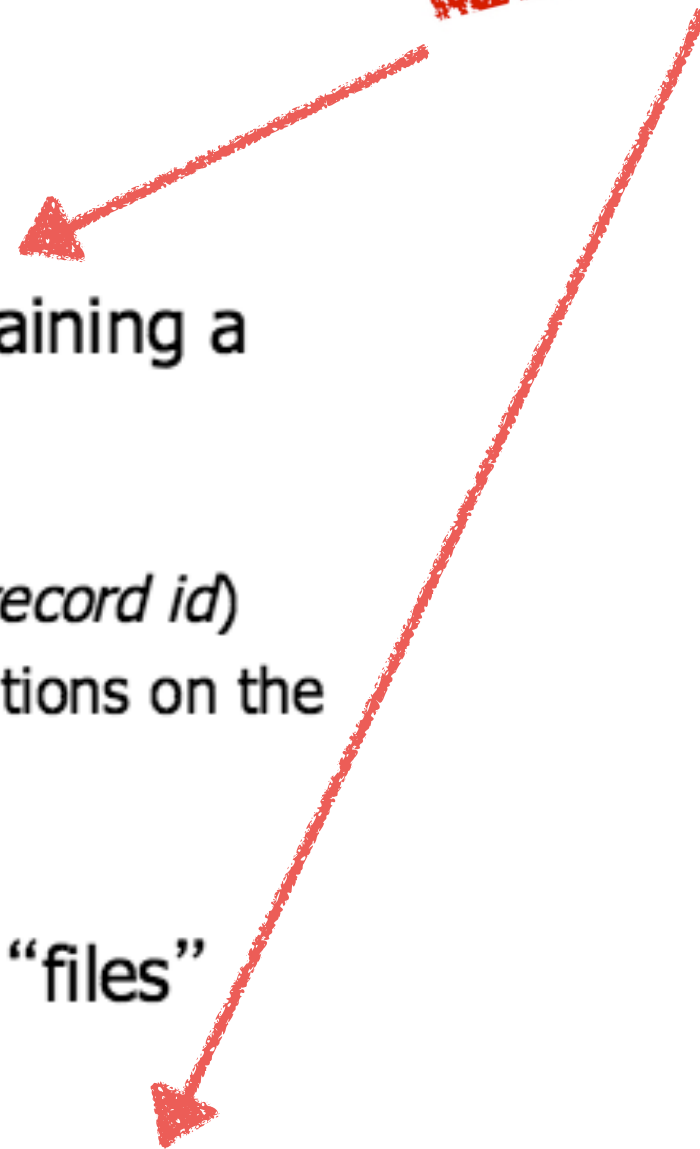 aining a
ecord id)
tions on the
“files”